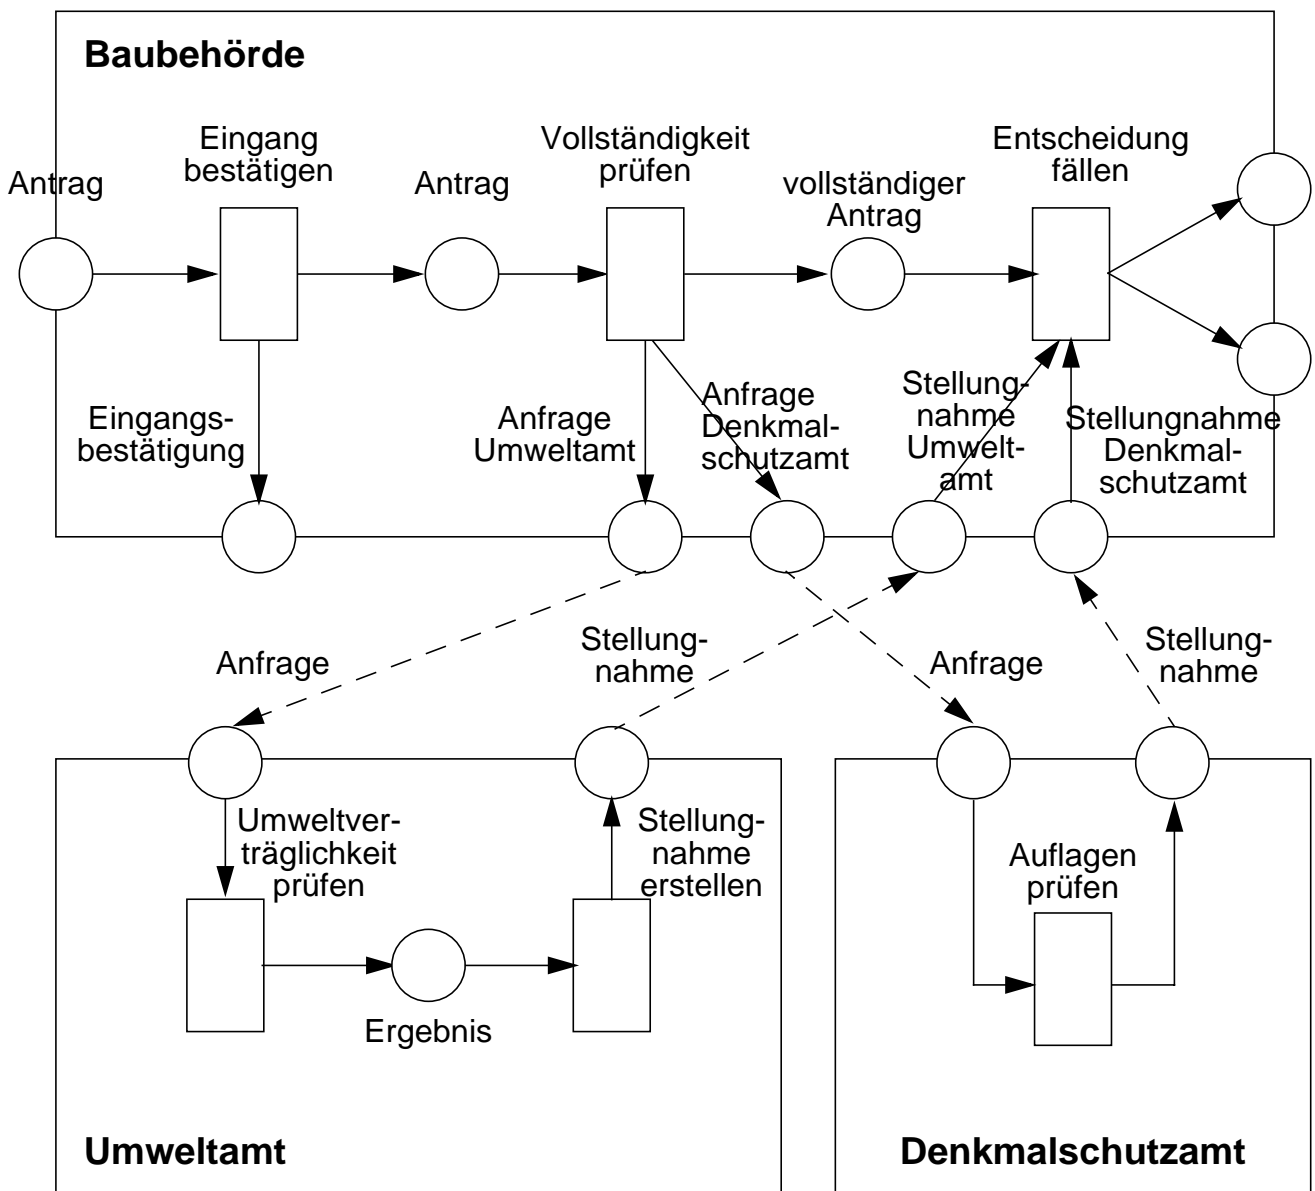 Baubehörde
Antrag
Eingang
bestätigen
Antrag
Vollständigkeit
prüfen
vollständiger
Antrag
Entscheidung
fällen
Eingangs-
bestätigung
Anfrage
Umweltamt
Anfrage
Denkmal-
schutzamt
Stellung-
nahme
Umwelt-
amt
Stellungnahme
Denkmal-
schutzamt
Anfrage
Stellung-
nahme
Anfrage
Stellung-
nahme
Umweltver-
träglichkeit
prüfen
Stellung-
nahme
erstellen
Ergebnis
Umweltamt
Auflagen
prüfen
Denkmalschutzamt